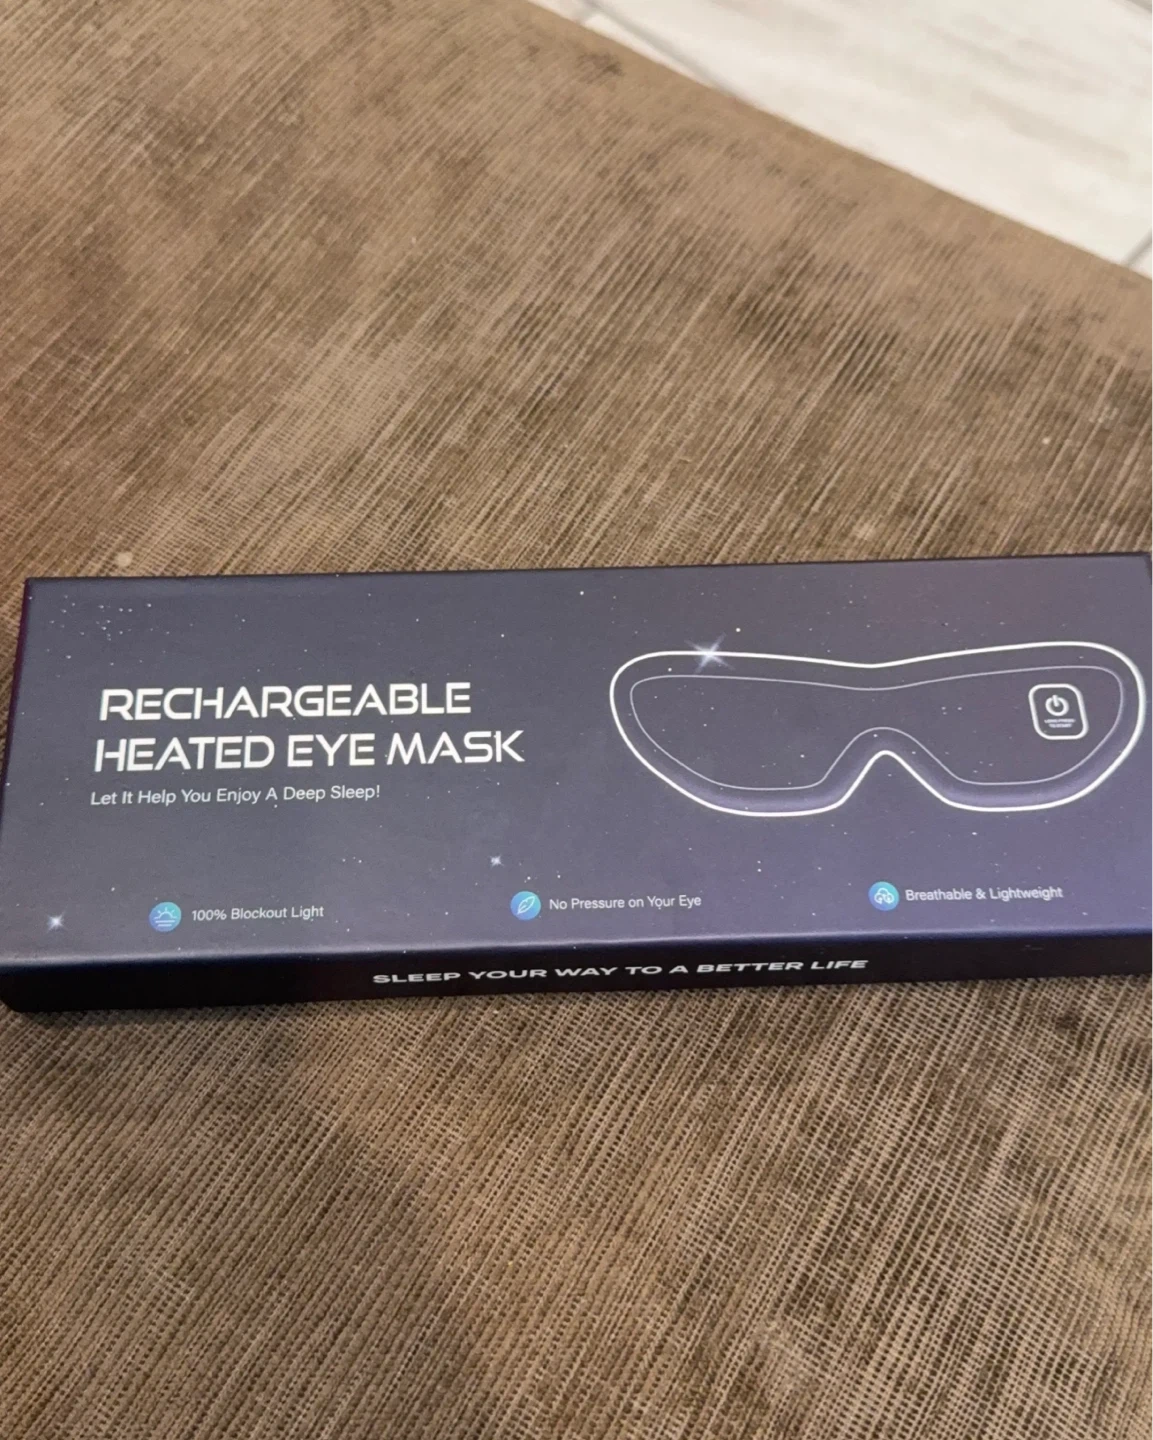 RECHARGEABLE
HEATED EYE MASK
Let It Help You Enjoy A Deep Sleep!
100% Blockout Light
No Pressure on Your Eye
Breathable & Lightweight
SLEEP YOUR WAY TO A BETTER LIFE